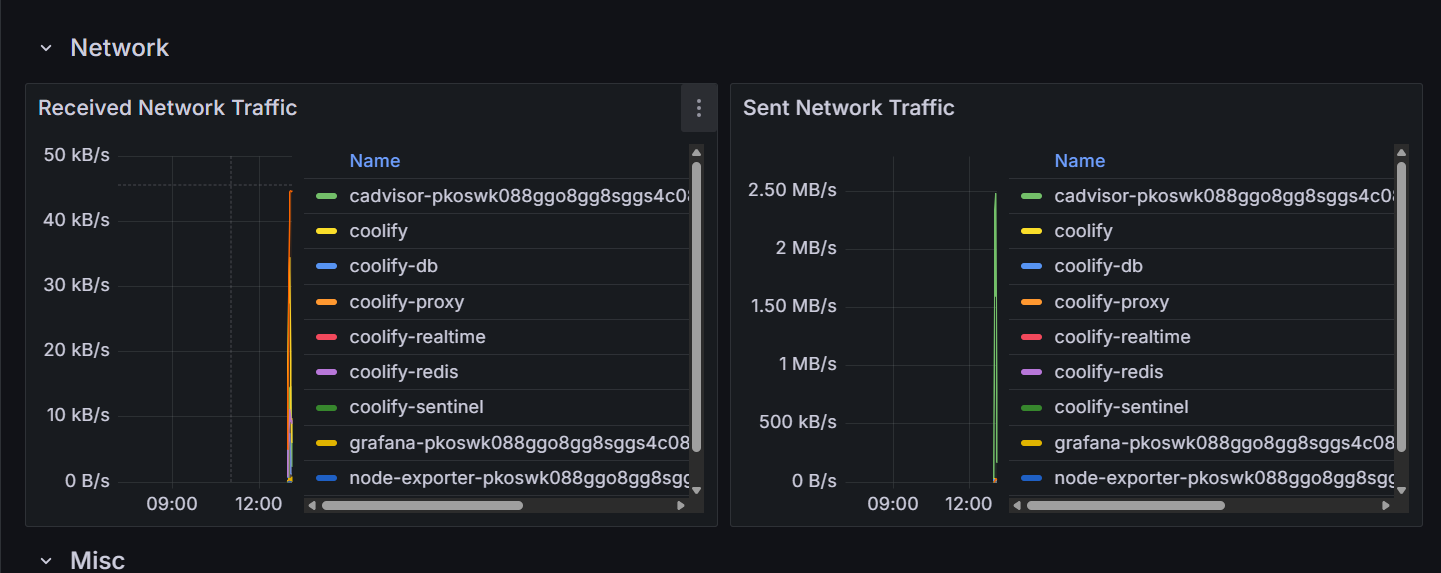 Network
Received Network Traffic
50 kB/s
40 kB/s
30 kB/s
20 kB/s
10 kB/s
0 B/s
09:00
12:00
Name
cadvisor-pkoswk088ggo8gg8sggs4c08
coolify
coolify-db
coolify-proxy
coolify-realtime
coolify-redis
coolify-sentinel
grafana-pkoswk088ggo8gg8sggs4c08
node-exporter-pkoswk088ggo8gg8sgg
Sent Network Traffic
2.50 MB/s
2 MB/s
1.50 MB/s
1 MB/s
500 kB/s
0 B/s
09:00
12:00
Name
cadvisor-pkoswk088ggo8gg8sggs4c08
coolify
coolify-db
coolify-proxy
coolify-realtime
coolify-redis
coolify-sentinel
grafana-pkoswk088ggo8gg8sggs4c08
node-exporter-pkoswk088ggo8gg8sgg
Misc